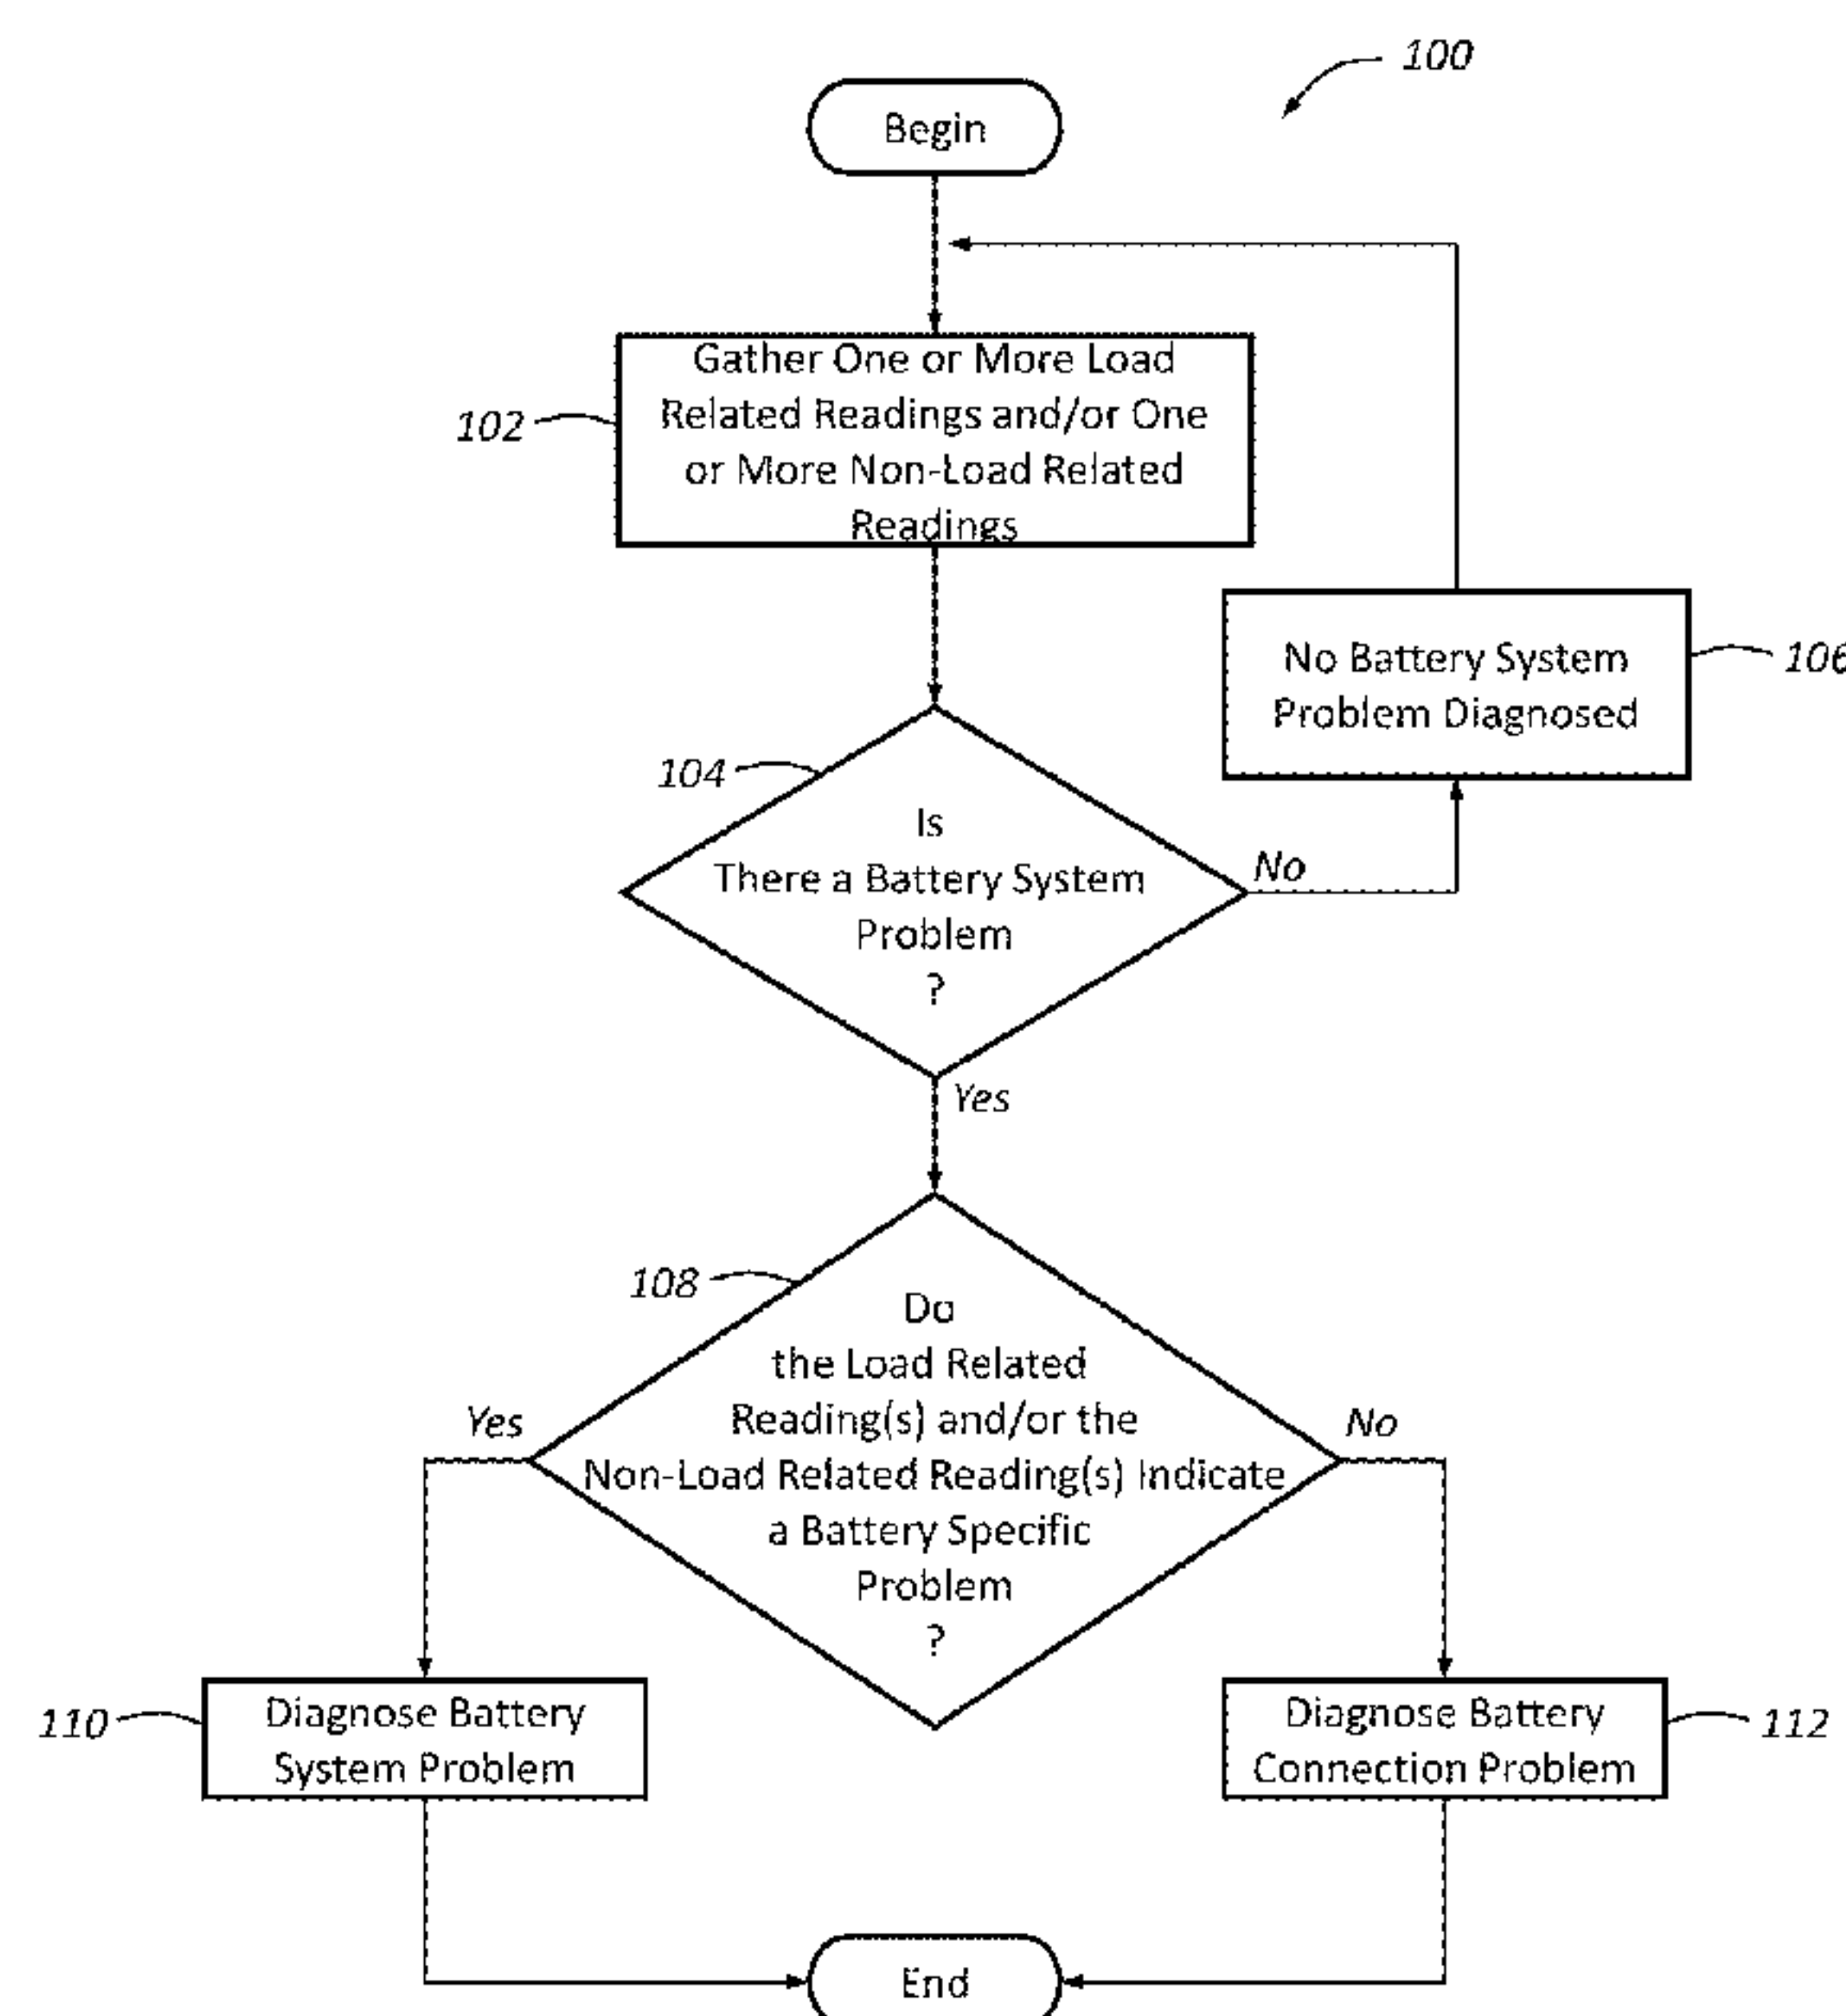 100
Begin
Gather One or More Load
Related Readings and/or One
or More Non-Load Related
Readings
102
No Battery System
Problem Diagnosed
106
104
Is
There a Battery System
Problem
?
No
Yes
108
Do
the Load Related
Reading(s) and/or the
Non-Load Related Reading(s) Indicate
a Battery Specific
Problem
?
Yes
No
110
Diagnose Battery
System Problem
Diagnose Battery
Connection Problem
112
End